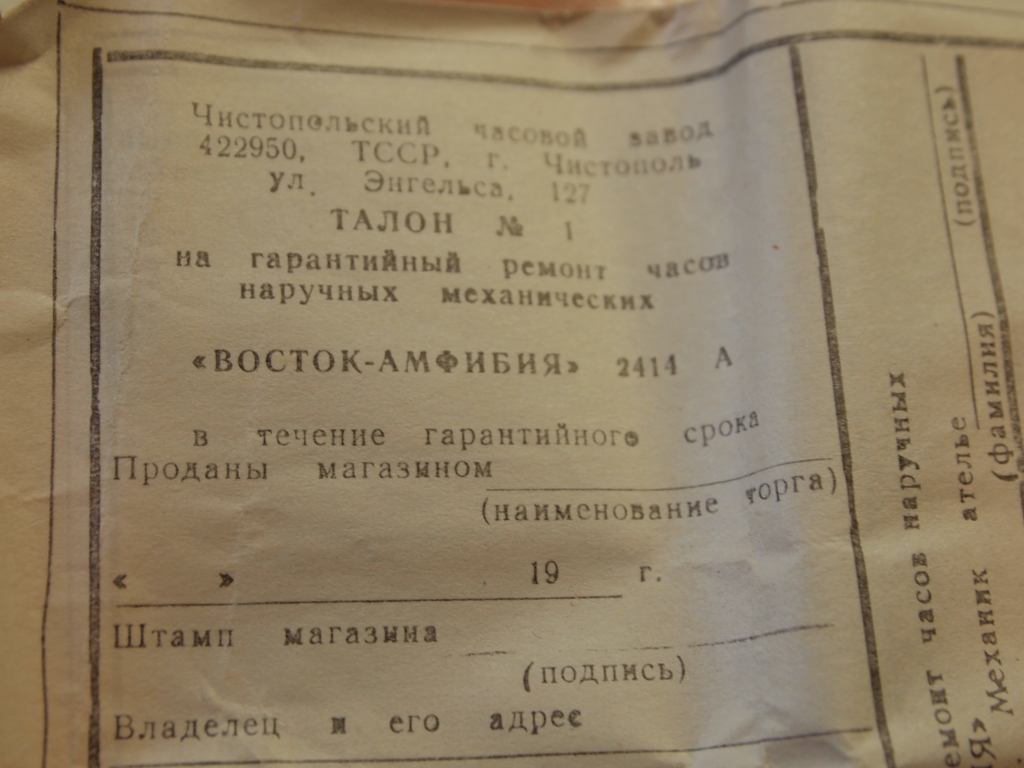 Чистопольский часовой завод
422950, ТССР, г. Чистополь
ул. Энгельса, 127
ТАЛОН № 1
на гарантийный ремонт часов
наручных механических
«ВОСТОК-АМФИБИЯ» 2414 А
в течение гарантийного срока
Проданы магазином
(наименование торга)
« » 19 г.
Штамп магазина
(подпись)
Владелец и его адрес
емонт часов наручных
ИЯ» Механик ателье
(фамилия)
(подпись)